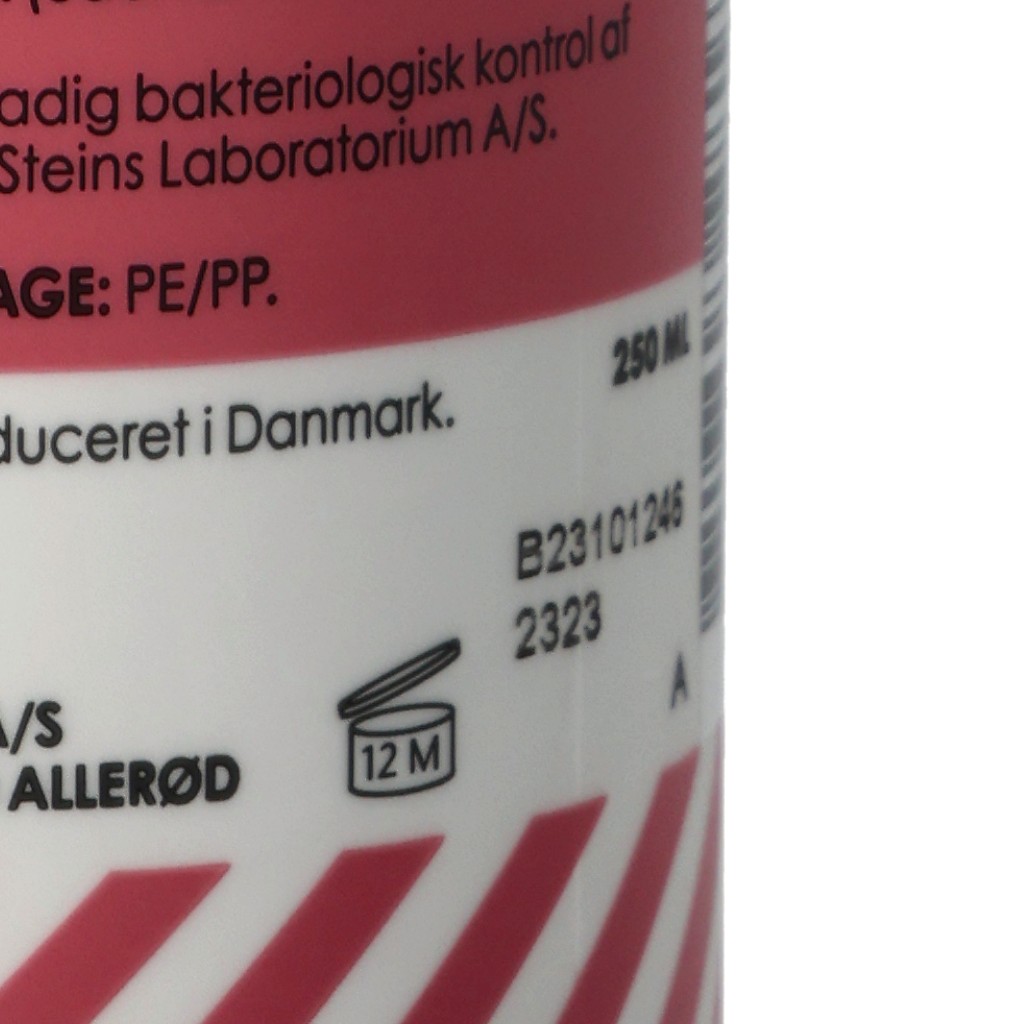 adig bakteriologisk kontrol af
Steins Laboratorium A/S.
AGE: PE/PP.
250 ML
duceret i Danmark.
B23101246
2323
A
A/S
ALLERØD
12 M